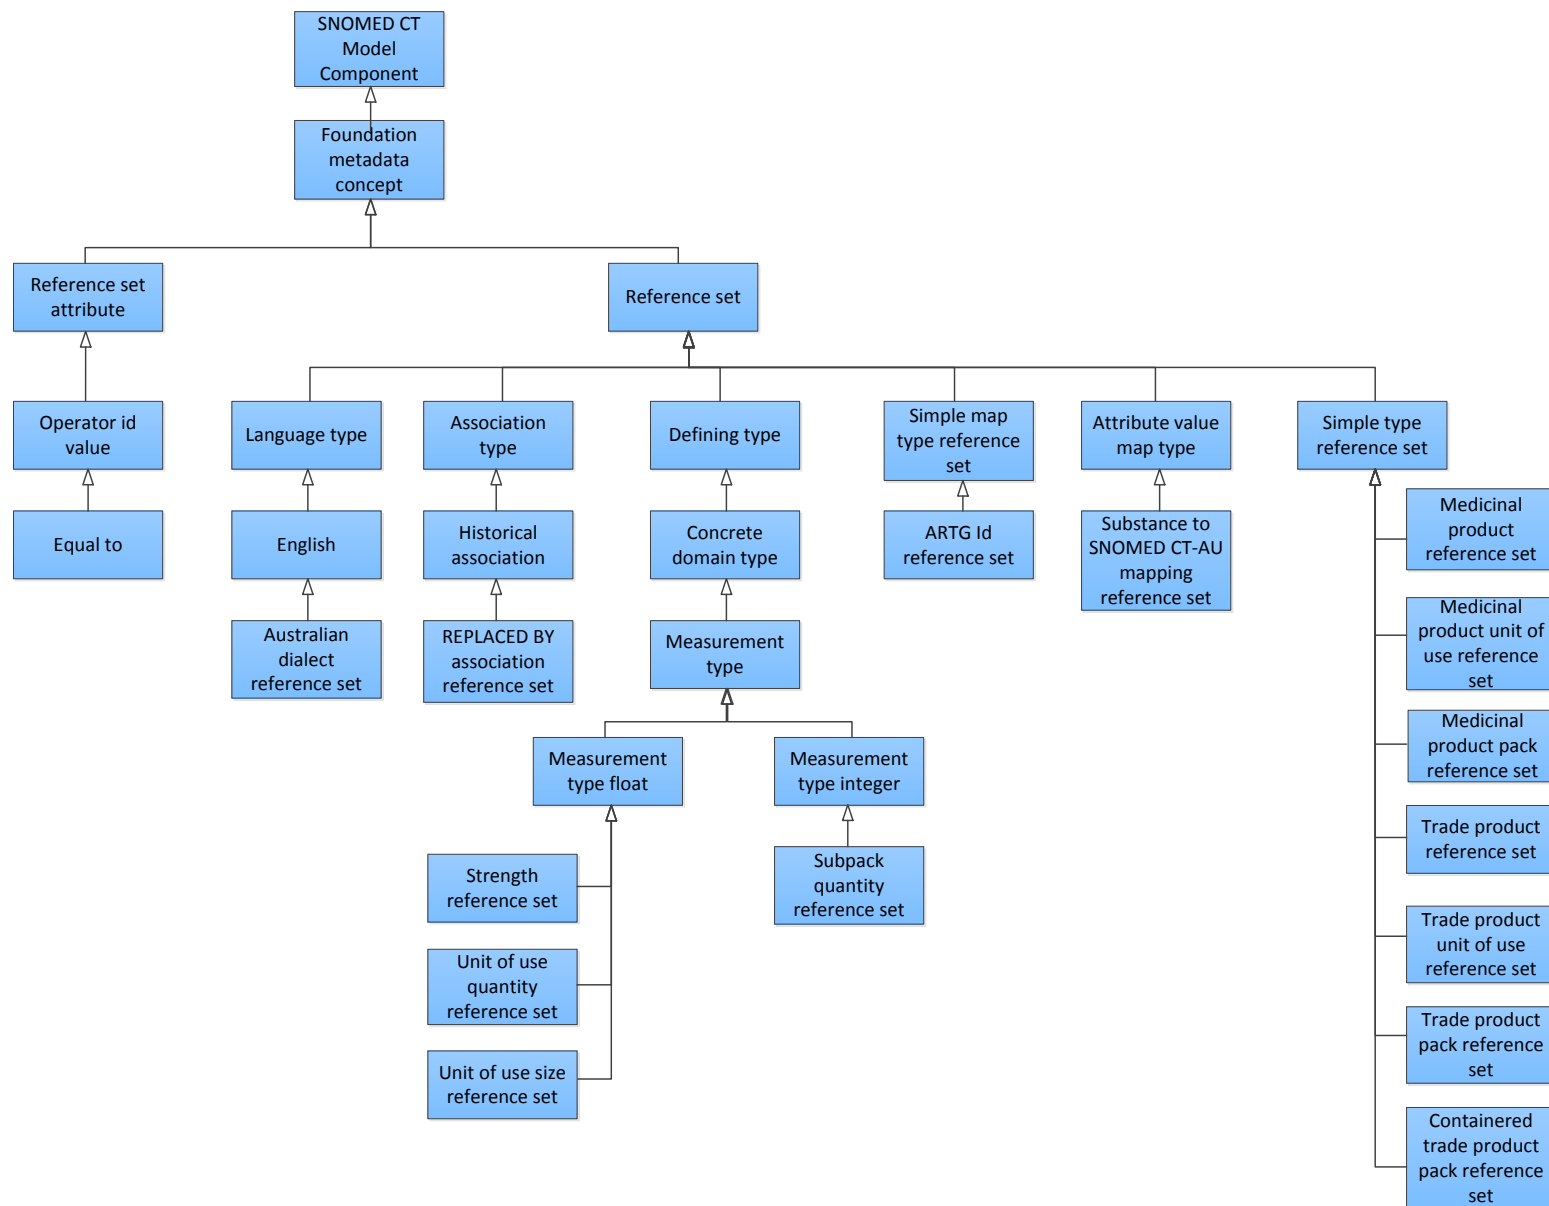 SNOMED CT
Model
Component
Foundation
metadata
concept
Reference set
attribute
Reference set
Operator id
value
Language type
Association
type
Defining type
Simple map
type reference
set
Attribute value
map type
Simple type
reference set
Equal to
English
Historical
association
Concrete
domain type
ARTG Id
reference set
Substance to
SNOMED CT-AU
mapping
reference set
Australian
dialect
reference set
REPLACED BY
association
reference set
Measurement
type
Measurement
type float
Measurement
type integer
Strength
reference set
Unit of use
quantity
reference set
Unit of use size
reference set
Subpack
quantity
reference set
Medicinal
product
reference set
Medicinal
product unit of
use reference
set
Medicinal
product pack
reference set
Trade product
reference set
Trade product
unit of use
reference set
Trade product
pack reference
set
Containered
trade product
pack reference
set